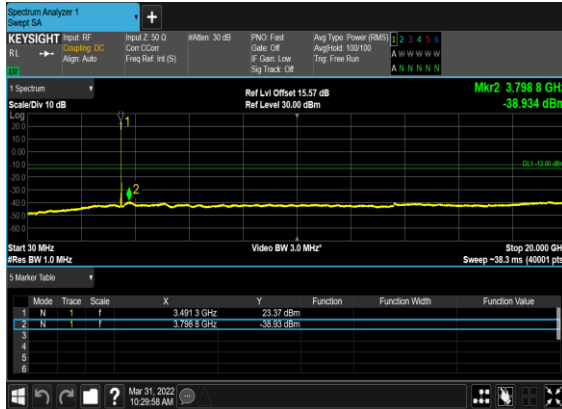 Spectrum Analyzer 1
Swept SA
+
KEYSIGHT Input: RF Input Z: 50 Ω #Atten: 30 dB PNO: Fast Avg Type: Power (RMS) 1 2 3 4 5 6
RL Coupling: DC Corr CCorr Gate: Off Avg|Hold: 100/100 A W W W W W
Align: Auto Freq Ref: Int (S) IF Gain: Low Trig: Free Run
Sig Track: Off A N N N N N
LU
1 Spectrum Ref Lvl Offset 15.57 dB Mkr2 3.798 8 GHz
Scale/Div 10 dB Ref Level 30.00 dBm -38.934 dBm
Log
1
20.0
10.0
0.00
-10.0
DL1 -13.00 dBm
-20.0
-30.0
2
-40.0
-50.0
-60.0
Start 30 MHz Video BW 3.0 MHz* Stop 20.000 GHz
#Res BW 1.0 MHz Sweep ~38.3 ms (40001 pts)
5 Marker Table
Mode Trace Scale X Y Function Function Width Function Value
1 N 1 f 3.491 3 GHz 23.37 dBm
2 N 1 f 3.798 8 GHz -38.93 dBm
3
4
5
6
? Mar 31, 2022
10:29:58 AM